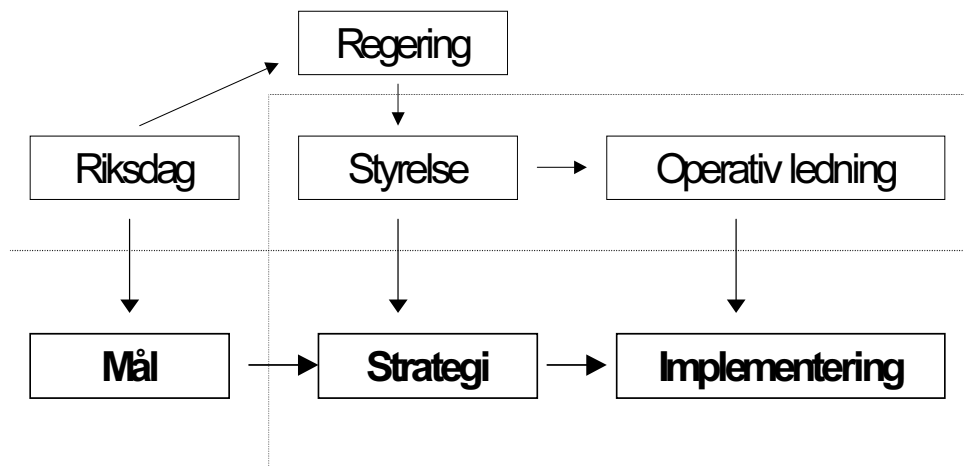 Regering
Riksdag
Styrelse
Operativ ledning
Mål
Strategi
Implementering